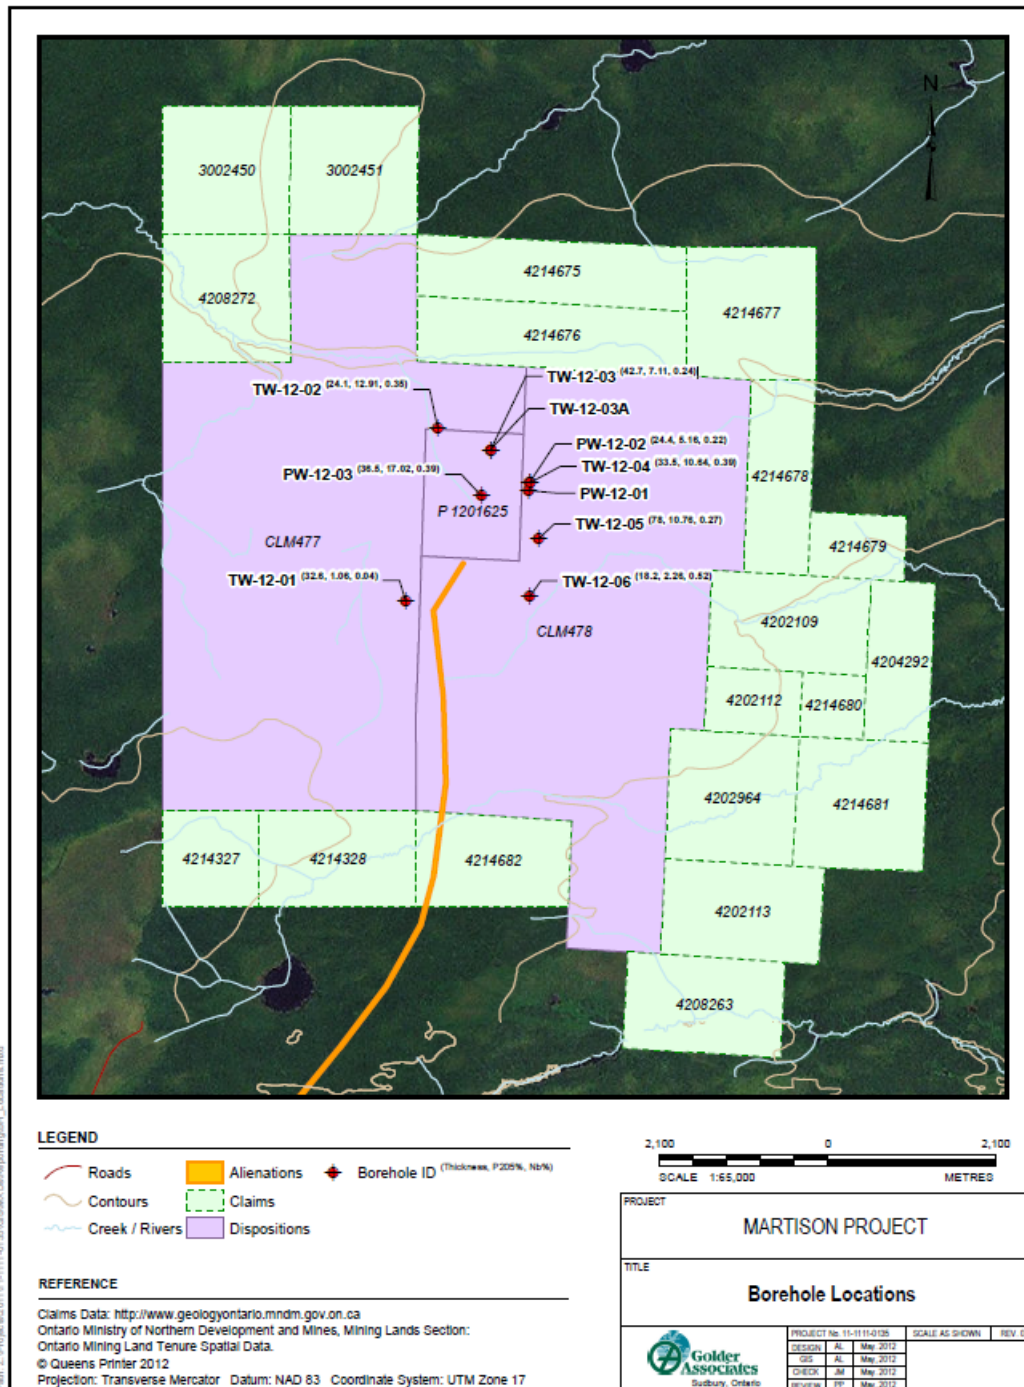 N
3002450
3002451
4208272
4214675
4214676
4214677
TW-12-03 (42.7, 7.11, 0.24)
TW-12-02 (24.1, 12.91, 0.35)
TW-12-03A
PW-12-02 (24.4, 5.16, 0.22)
TW-12-04 (33.5, 10.64, 0.39)
PW-12-03 (36.5, 17.02, 0.39)
4214678
PW-12-01
P 1201625
TW-12-05 (78, 10.76, 0.27)
CLM477
4214679
TW-12-01 (32.6, 1.06, 0.04)
TW-12-06 (18.2, 2.26, 0.52)
4202109
CLM478
4204292
4202112
4214680
4202964
4214681
4214327
4214328
4214682
4202113
4208263
LEGEND
Roads
Alienations
Borehole ID (Thickness, P205%, Nb%)
Contours
Claims
Creek / Rivers
Dispositions
2,100 0 2,100
SCALE 1:65,000 METRES
PROJECT
MARTISON PROJECT
TITLE
Borehole Locations
REFERENCE
Claims Data: http://www.geologyontario.mndm.gov.on.ca
Ontario Ministry of Northern Development and Mines, Mining Lands Section:
Ontario Mining Land Tenure Spatial Data.
© Queens Printer 2012
Projection: Transverse Mercator Datum: NAD 83 Coordinate System: UTM Zone 17
Golder
Associates
Sudbury, Ontario
PROJECT No. 11-1111-0135 SCALE AS SHOWN REV. 0
DESIGN AL May. 2012
GIS AL May. 2012
CHECK JM May. 2012
REVIEW PP May. 2012